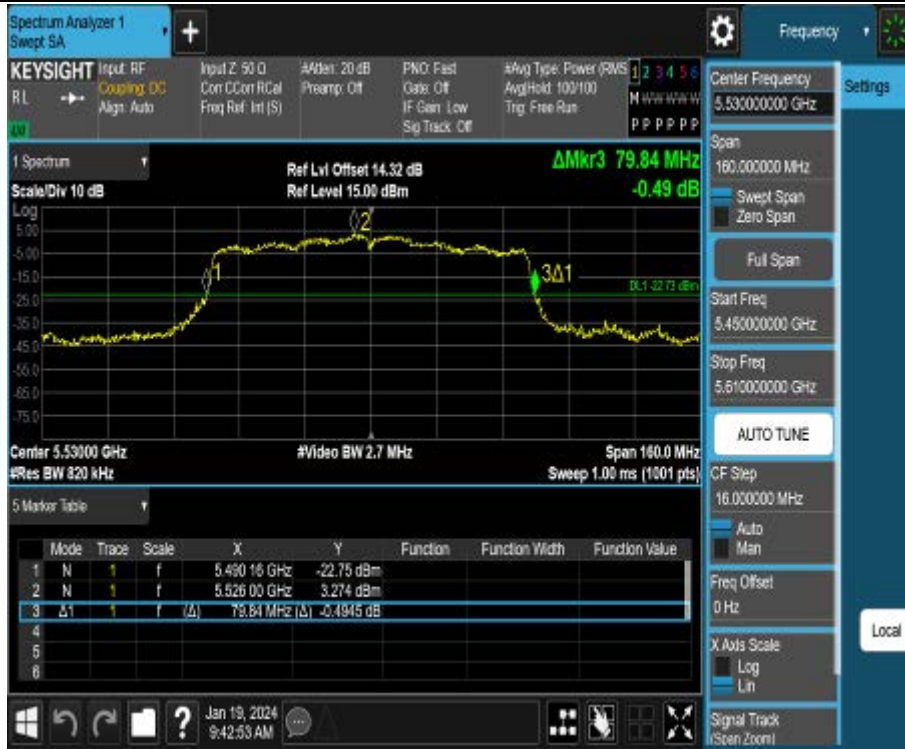 Spectrum Analyzer 1
Swept SA
+
Frequency
KEYSIGHT
RL
Input: RF
Coupling: DC
Align: Auto
Input Z: 50 Ω
Corr CCorr RCal
Freq Ref: Int (S)
#Atten: 20 dB
Preamp: Off
PNO: Fast
Gate: Off
IF Gain: Low
Sig Track: Off
#Avg Type: Power (RMS
Avg|Hold: 100/100
Trig: Free Run
1 2 3 4 5 6
M W W W W W
P P P P P P
1 Spectrum
Scale/Div 10 dB
Ref Lvl Offset 14.32 dB
Ref Level 15.00 dBm
ΔMkr3 79.84 MHz
-0.49 dB
Log
5.00
-5.00
-15.0
-25.0
-35.0
-45.0
-55.0
-65.0
-75.0
1
2
3Δ1
DL1 -22.73 dBm
Center 5.53000 GHz
#Res BW 820 kHz
#Video BW 2.7 MHz
Span 160.0 MHz
Sweep 1.00 ms (1001 pts)
5 Marker Table
Mode Trace Scale X Y Function Function Width Function Value
1 N 1 f 5.490 16 GHz -22.75 dBm
2 N 1 f 5.526 00 GHz 3.274 dBm
3 Δ1 1 f (Δ) 79.84 MHz (Δ) -0.4945 dB
4
5
6
Jan 19, 2024
9:42:53 AM
?
Center Frequency
5.530000000 GHz
Settings
Span
160.000000 MHz
Swept Span
Zero Span
Full Span
Start Freq
5.450000000 GHz
Stop Freq
5.610000000 GHz
AUTO TUNE
CF Step
16.000000 MHz
Auto
Man
Freq Offset
0 Hz
Local
X Axis Scale
Log
Lin
Signal Track
(Span Zoom)